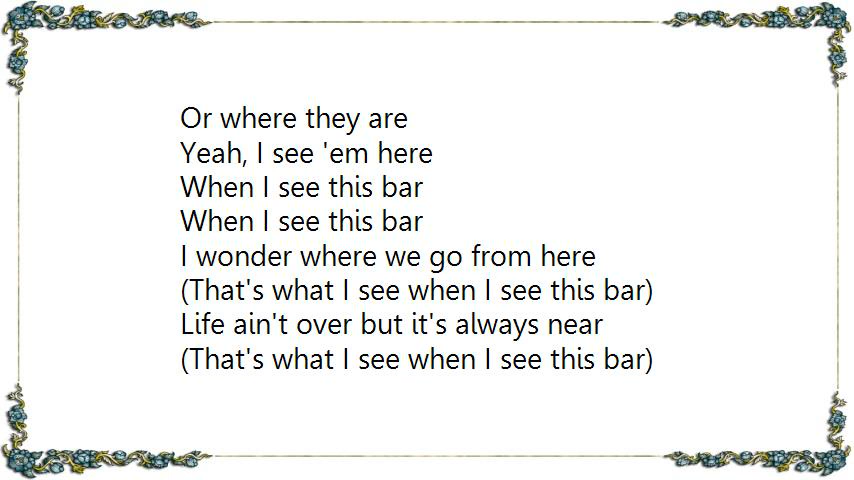 Or where they are
Yeah, I see 'em here
When I see this bar
When I see this bar
I wonder where we go from here
(That's what I see when I see this bar)
Life ain't over but it's always near
(That's what I see when I see this bar)